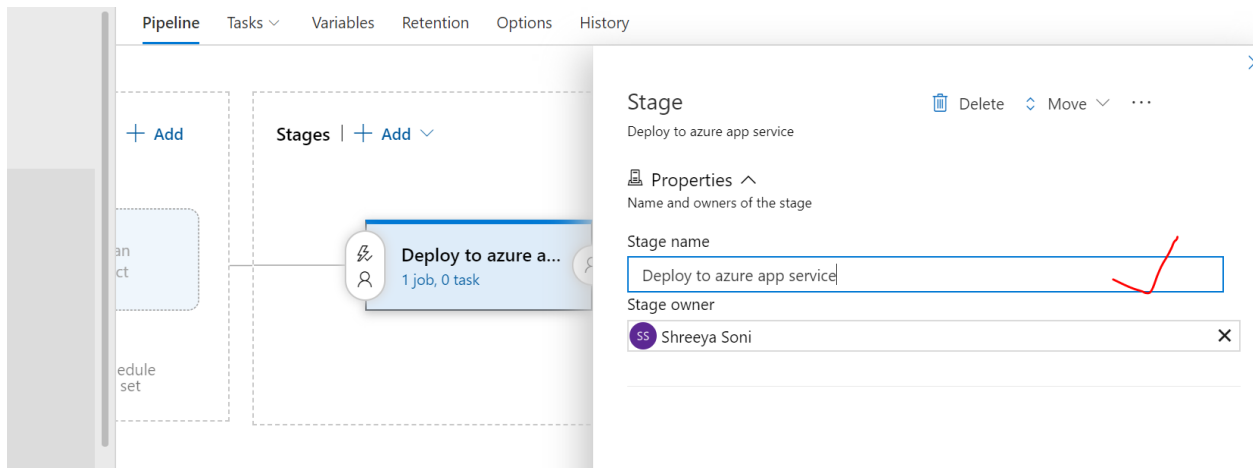 Pipeline Tasks Variables Retention Options History
Add
Stages | Add
an
ct
Deploy to azure a...
1 job, 0 task
edule
set
Stage
Delete Move ...
Deploy to azure app service
Properties
Name and owners of the stage
Stage name
Deploy to azure app service
Stage owner
SS Shreeya Soni